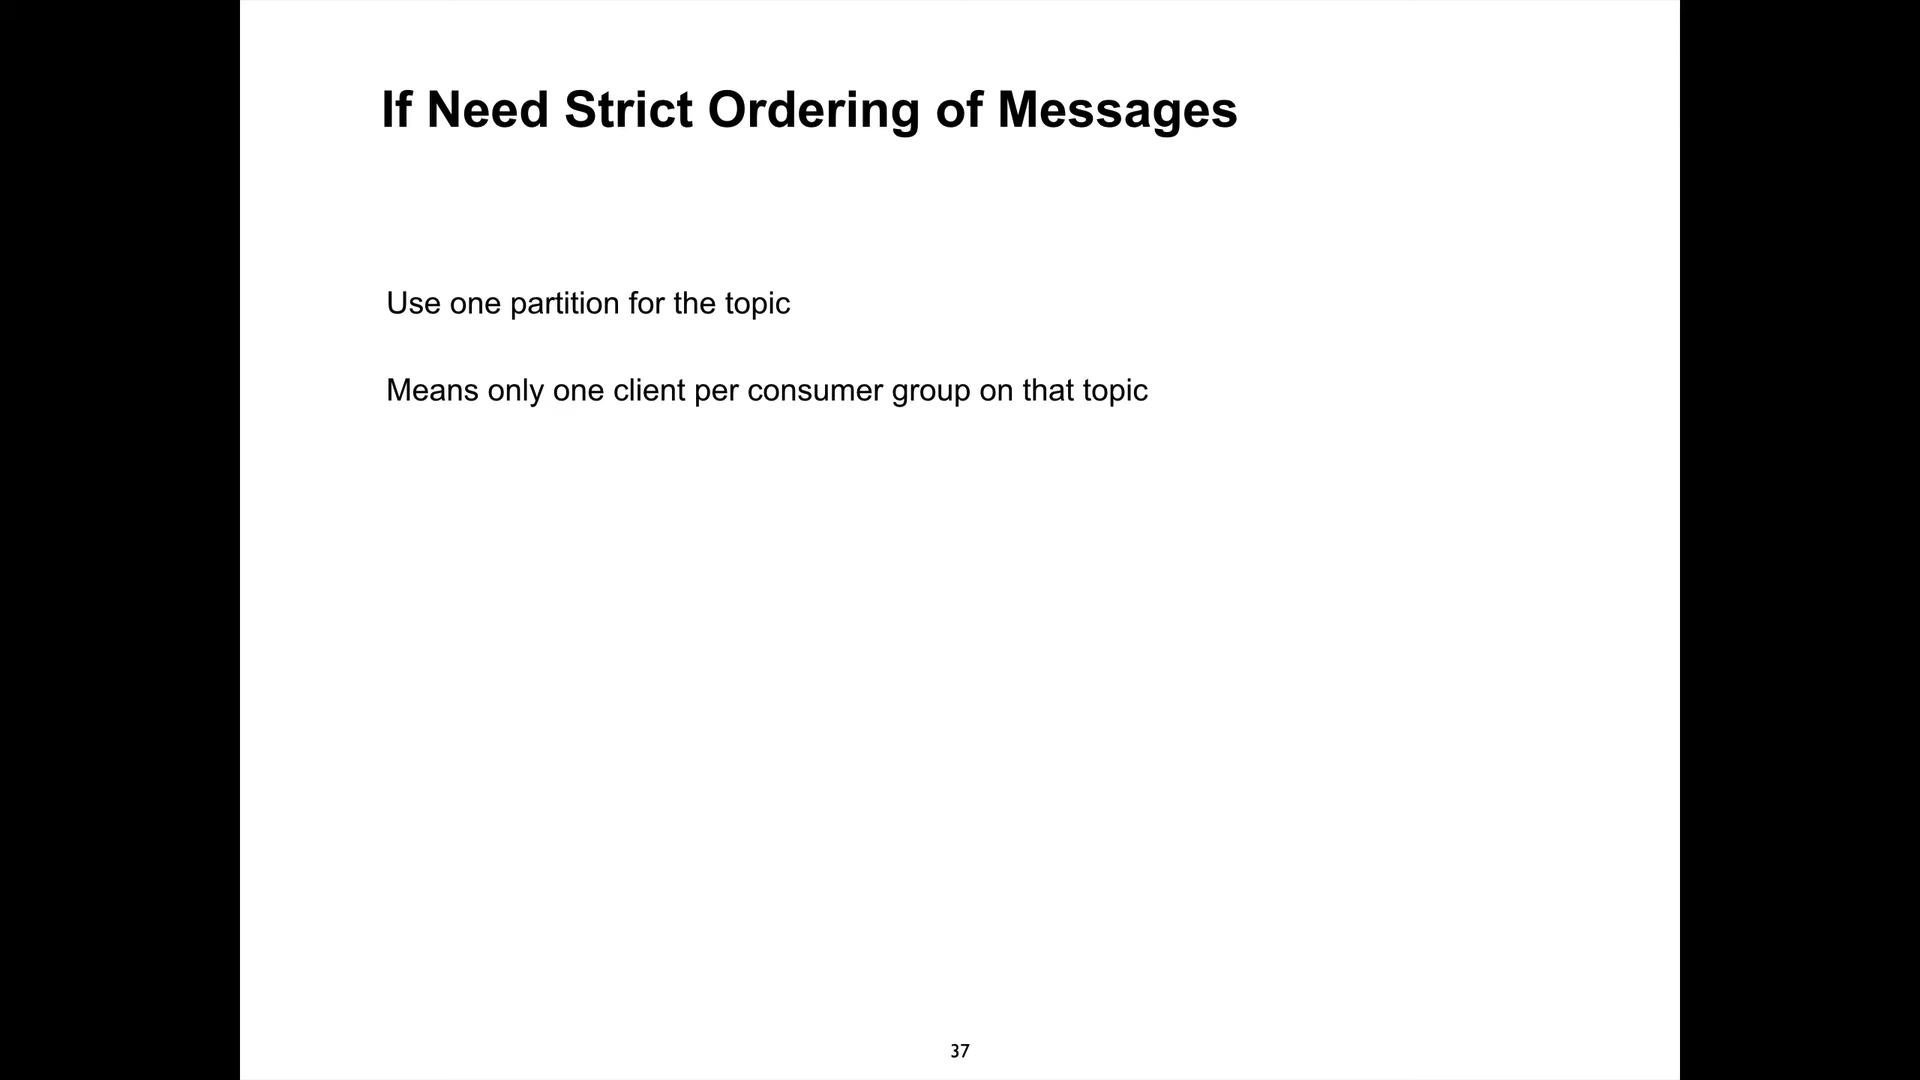 If Need Strict Ordering of Messages
Use one partition for the topic
Means only one client per consumer group on that topic
37